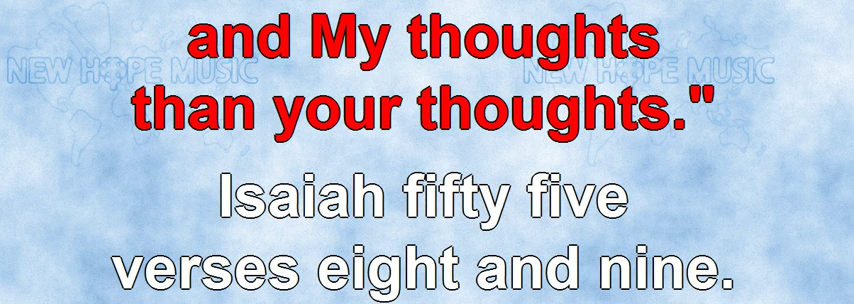 and My thoughts
NEW HOPE MUSIC NEW HOPE MUSIC
than your thoughts."
Isaiah fifty five
verses eight and nine.